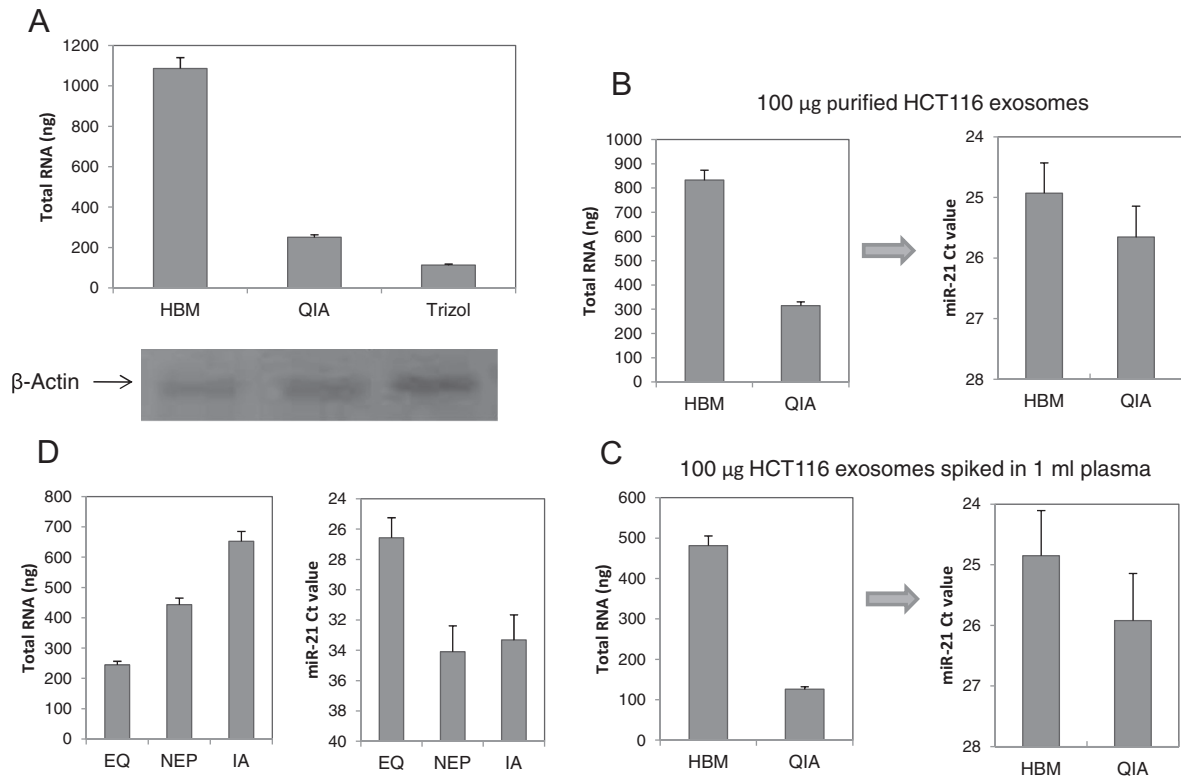 A
1200
1000
800
600
400
200
0
Total RNA (ng)
HBM QIA Trizol
β-Actin
B
100 μg purified HCT116 exosomes
1000
900
800
700
600
500
400
300
200
100
0
Total RNA (ng)
HBM QIA
24
25
26
27
28
miR-21 Ct value
HBM QIA
D
800
700
600
500
400
300
200
100
0
Total RNA (ng)
EQ NEP IA
24
26
28
30
32
34
36
38
40
miR-21 Ct value
EQ NEP IA
C
100 μg HCT116 exosomes spiked in 1 ml plasma
600
500
400
300
200
100
0
Total RNA (ng)
HBM QIA
24
25
26
27
28
miR-21 Ct value
HBM QIA